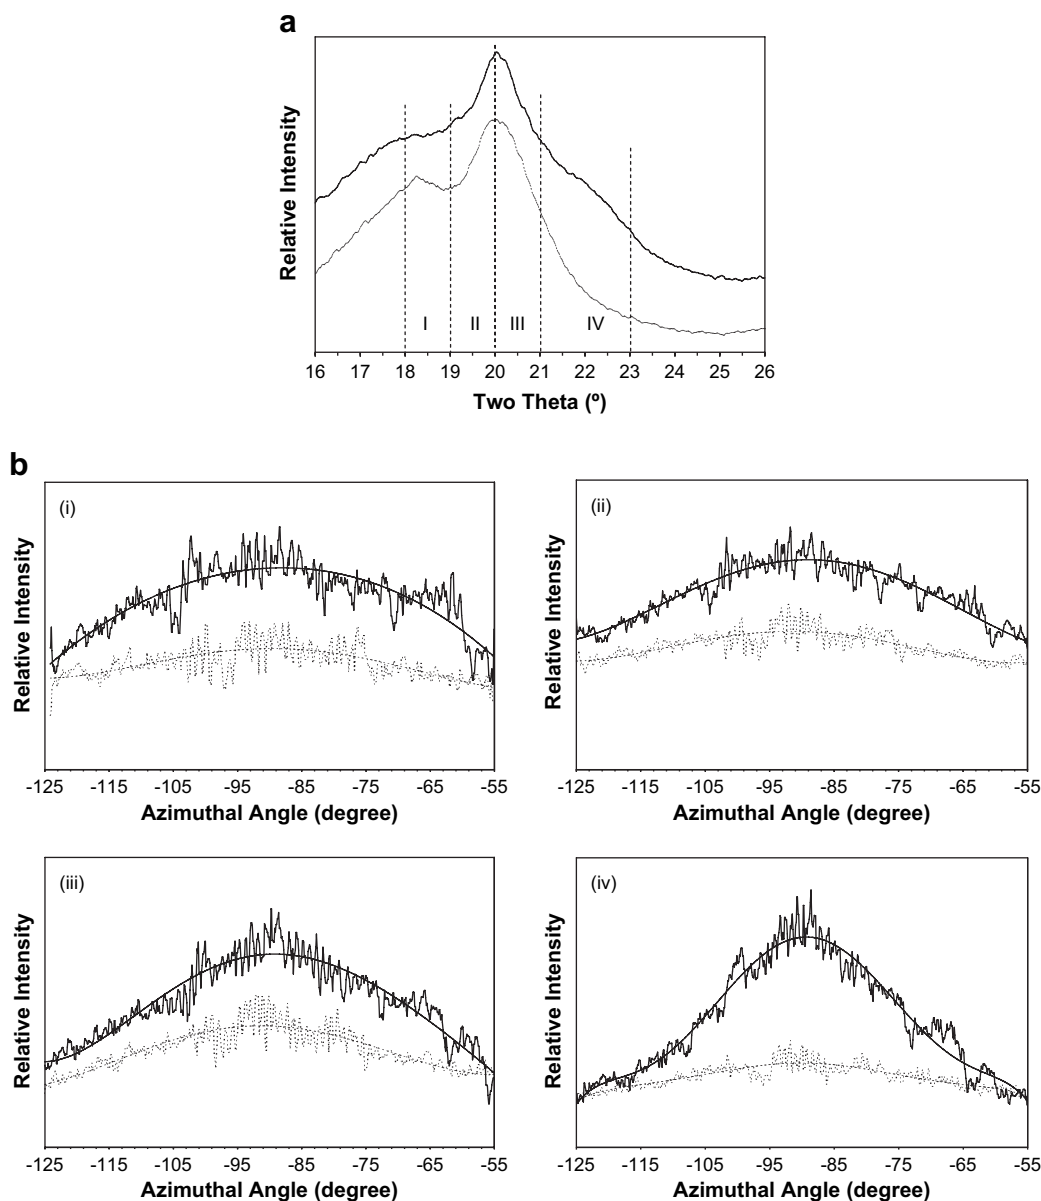 a
Relative Intensity
I II III IV
16 17 18 19 20 21 22 23 24 25 26
Two Theta (º)
b
(i)
Relative Intensity
-125 -115 -105 -95 -85 -75 -65 -55
Azimuthal Angle (degree)
(ii)
Relative Intensity
-125 -115 -105 -95 -85 -75 -65 -55
Azimuthal Angle (degree)
(iii)
Relative Intensity
-125 -115 -105 -95 -85 -75 -65 -55
Azimuthal Angle (degree)
(iv)
Relative Intensity
-125 -115 -105 -95 -85 -75 -65 -55
Azimuthal Angle (degree)